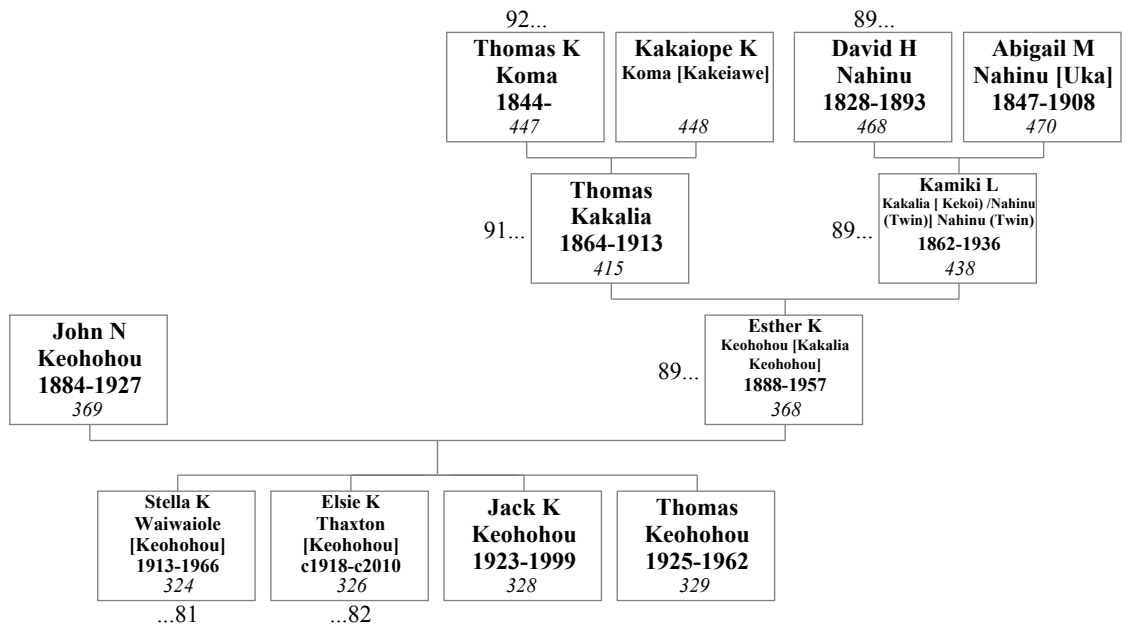 92...
89...
Thomas K
Koma
1844-
447
Kakaiope K
Koma [Kakeiawe]
448
David H
Nahinu
1828-1893
468
Abigail M
Nahinu [Uka]
1847-1908
470
91...
Thomas
Kakalia
1864-1913
415
89...
Kamiki L
Kakalia [ Kekoi) /Nahinu
(Twin)] Nahinu (Twin)
1862-1936
438
John N
Keohohou
1884-1927
369
89...
Esther K
Keohohou [Kakalia
Keohohou]
1888-1957
368
Stella K
Waiwaiole
[Keohohou]
1913-1966
324
...81
Elsie K
Thaxton
[Keohohou]
c1918-c2010
326
...82
Jack K
Keohohou
1923-1999
328
Thomas
Keohohou
1925-1962
329